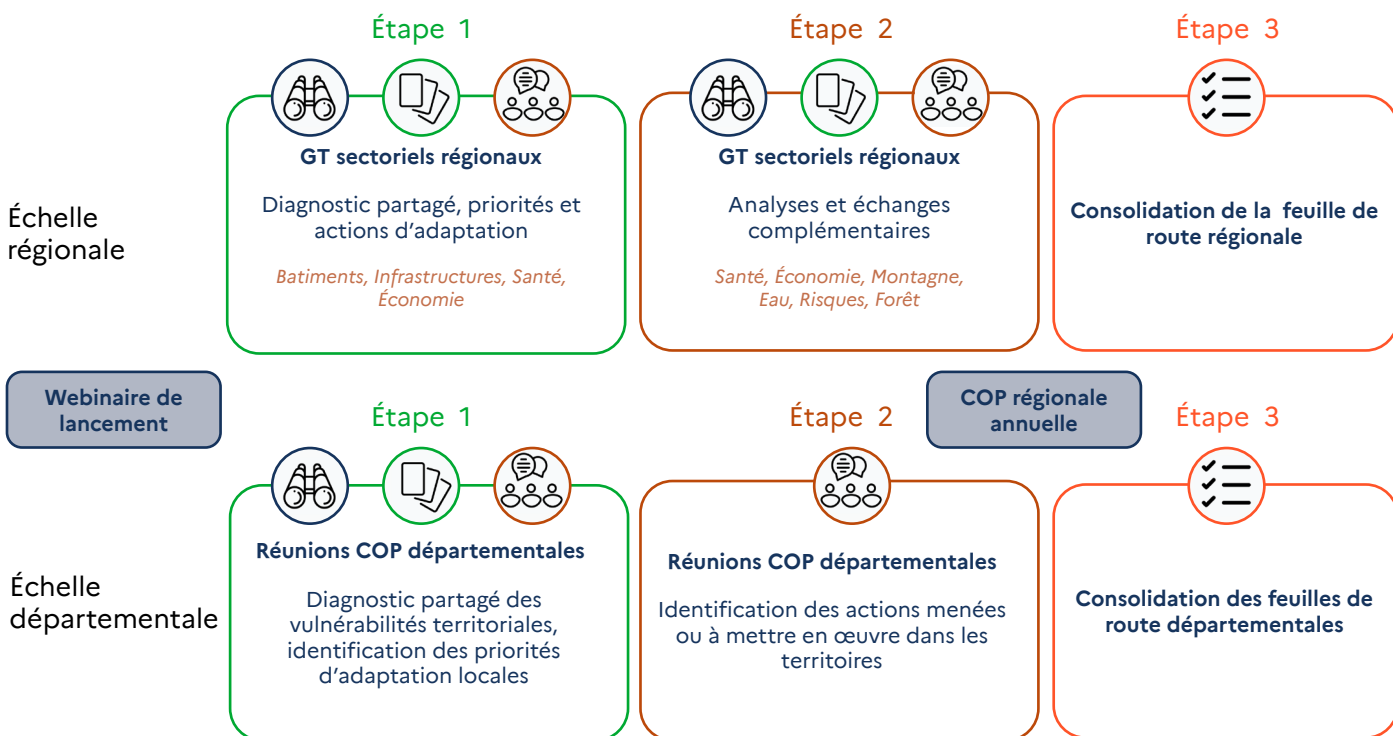 Étape 1
Étape 2
Étape 3
Échelle
régionale
GT sectoriels régionaux
Diagnostic partagé, priorités et
actions d’adaptation
Batiments, Infrastructures, Santé,
Économie
GT sectoriels régionaux
Analyses et échanges
complémentaires
Santé, Économie, Montagne,
Eau, Risques, Forêt
Consolidation de la feuille de
route régionale
Webinaire de
lancement
COP régionale
annuelle
Étape 1
Étape 2
Étape 3
Échelle
départementale
Réunions COP départementales
Diagnostic partagé des
vulnérabilités territoriales,
identification des priorités
d’adaptation locales
Réunions COP départementales
Identification des actions menées
ou à mettre en œuvre dans les
territoires
Consolidation des feuilles de
route départementales